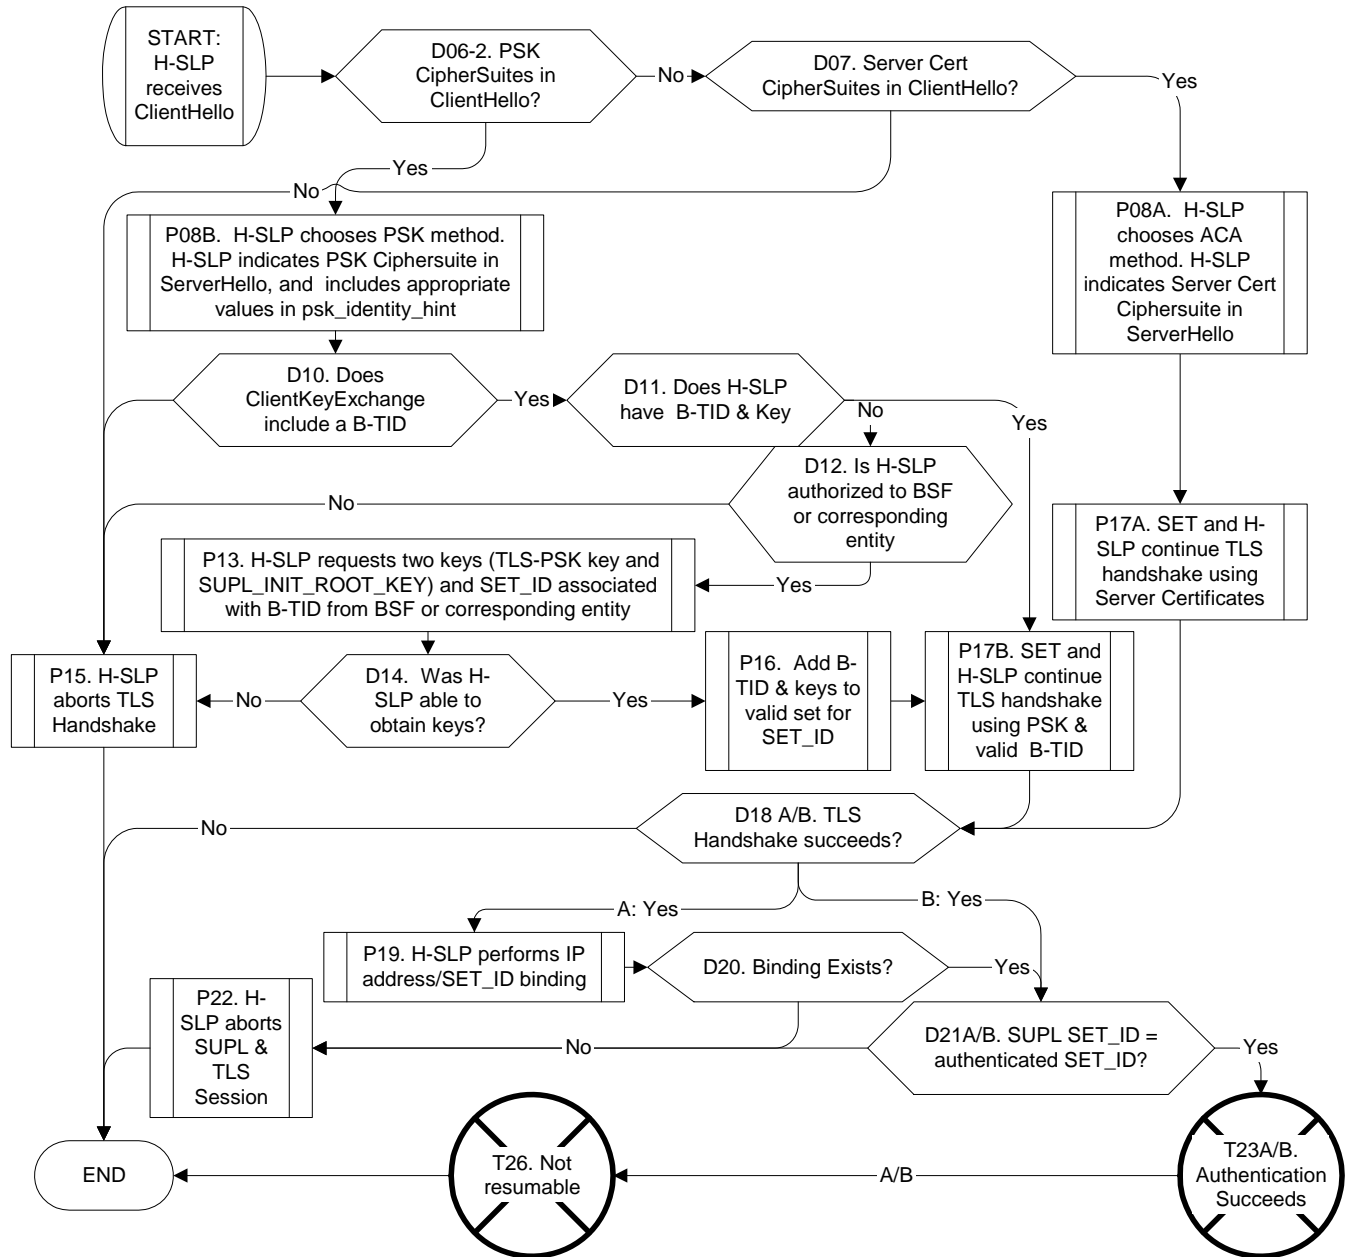 START:
H-SLP
receives
ClientHello
D06-2. PSK
CipherSuites in
ClientHello?
No
D07. Server Cert
CipherSuites in ClientHello?
Yes
Yes
No
P08B. H-SLP chooses PSK method.
H-SLP indicates PSK Ciphersuite in
ServerHello, and includes appropriate
values in psk_identity_hint
P08A. H-SLP
chooses ACA
method. H-SLP
indicates Server Cert
Ciphersuite in
ServerHello
D10. Does
ClientKeyExchange
include a B-TID
Yes
D11. Does H-SLP
have B-TID & Key
No
Yes
D12. Is H-SLP
authorized to BSF
or corresponding
entity
No
Yes
P17A. SET and H-
SLP continue TLS
handshake using
Server Certificates
P13. H-SLP requests two keys (TLS-PSK key and
SUPL_INIT_ROOT_KEY) and SET_ID associated
with B-TID from BSF or corresponding entity
P15. H-SLP
aborts TLS
Handshake
No
D14. Was H-
SLP able to
obtain keys?
Yes
P16. Add B-
TID & keys to
valid set for
SET_ID
P17B. SET and
H-SLP continue
TLS handshake
using PSK &
valid B-TID
No
D18 A/B. TLS
Handshake succeeds?
A: Yes
B: Yes
P19. H-SLP performs IP
address/SET_ID binding
D20. Binding Exists?
Yes
P22. H-
SLP aborts
SUPL &
TLS
Session
No
D21A/B. SUPL SET_ID =
authenticated SET_ID?
Yes
END
T26. Not
resumable
A/B
T23A/B.
Authentication
Succeeds